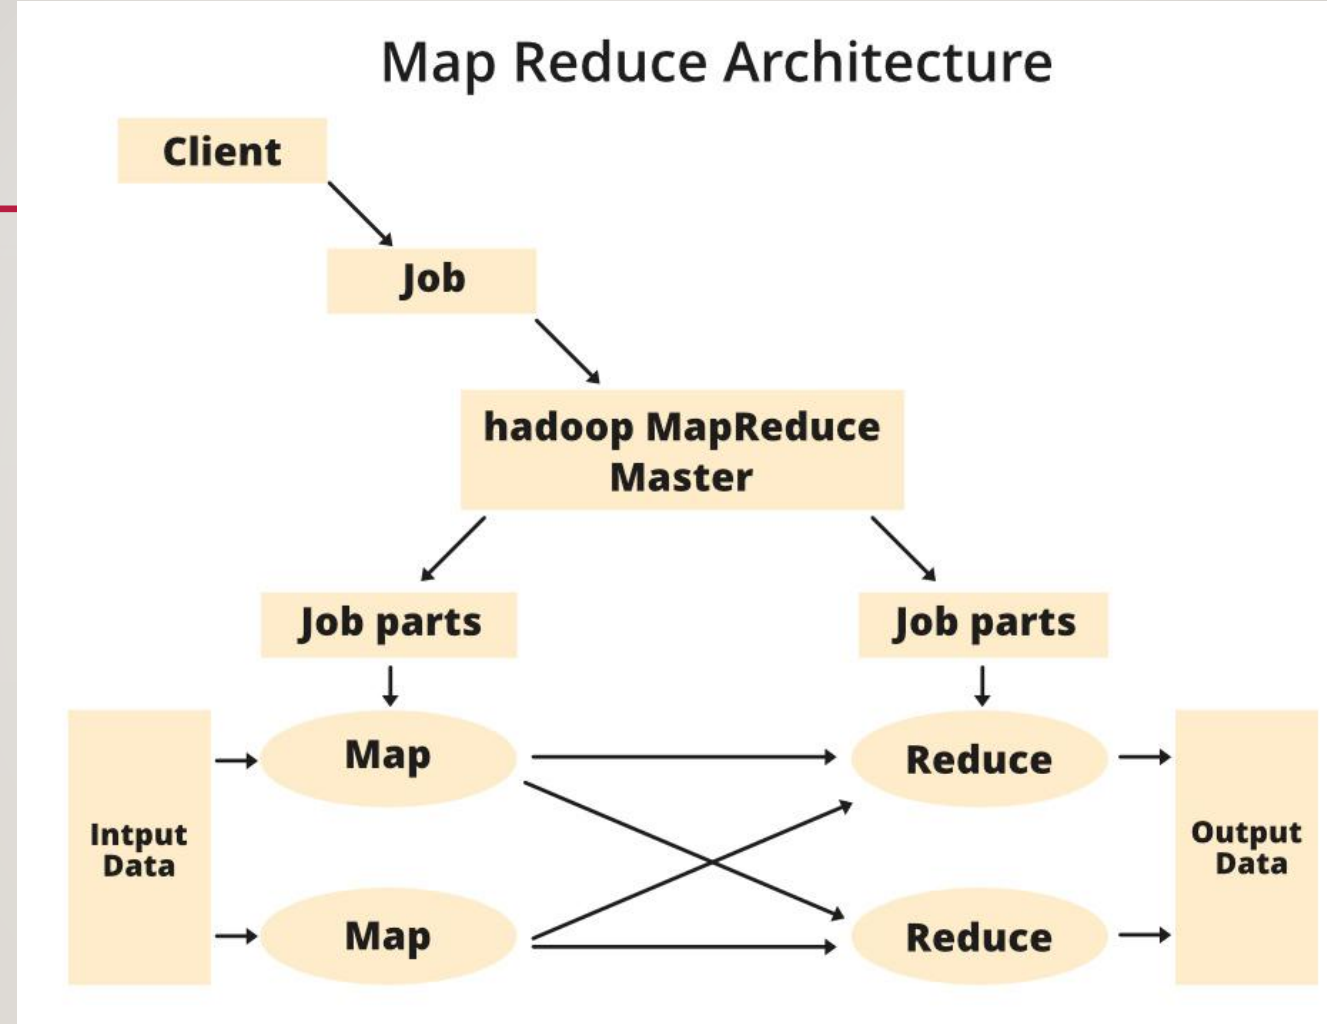 Map Reduce Architecture
Client
Job
hadoop MapReduce
Master
Job parts
Job parts
Map
Reduce
Intput
Data
Output
Data
Map
Reduce